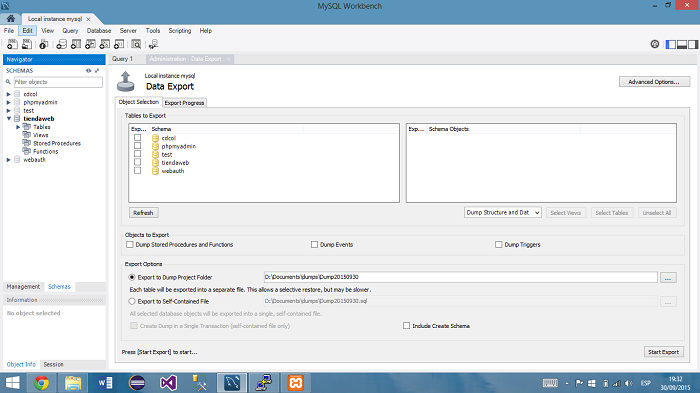 MySQL Workbench
Local instance mysql x
File Edit View Query Database Server Tools Scripting Help
Navigator
SCHEMAS
Filter objects
cdcol
phpmyadmin
test
tiendaweb
Tables
Views
Stored Procedures
Functions
webauth
Management Schemas
Information
No object selected
Object Info Session
Query 1 Administration - Data Export x
Local instance mysql
Data Export
Advanced Options...
Object Selection Export Progress
Tables to Export
Exp... Schema
cdcol
phpmyadmin
test
tiendaweb
webauth
Exp... Schema Objects
Refresh
Dump Structure and Dat
Select Views Select Tables Unselect All
Objects to Export
Dump Stored Procedures and Functions Dump Events Dump Triggers
Export Options
Export to Dump Project Folder D:\Documents\dumps\Dump20150930 ...
Each table will be exported into a separate file. This allows a selective restore, but may be slower.
Export to Self-Contained File D:\Documents\dumps\Dump20150930.sql ...
All selected database objects will be exported into a single, self-contained file.
Create Dump in a Single Transaction (self-contained file only) Include Create Schema
Press [Start Export] to start...
Start Export
ESP
19:32
30/09/2015